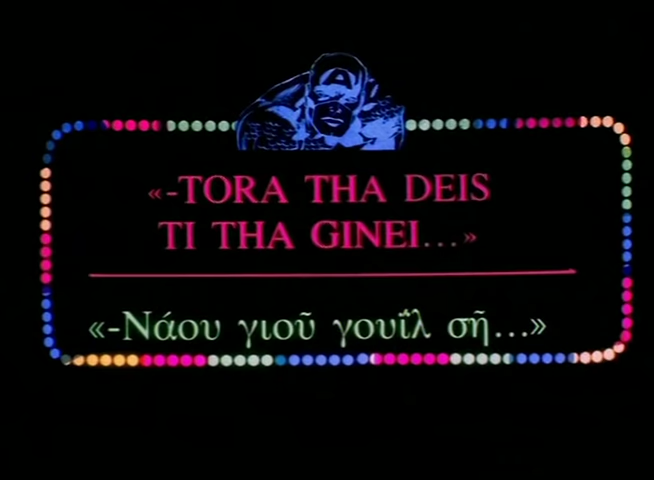 «-TORA THA DEIS
TI THA GINEI...»
«-Νάου γιοῦ γουΐλ σῆ...»
A